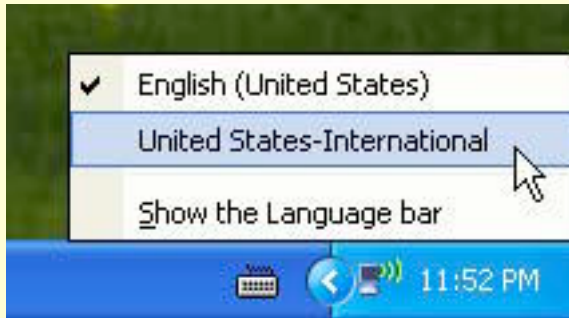 English (United States)
United States-International
Show the Language bar
11:52 PM